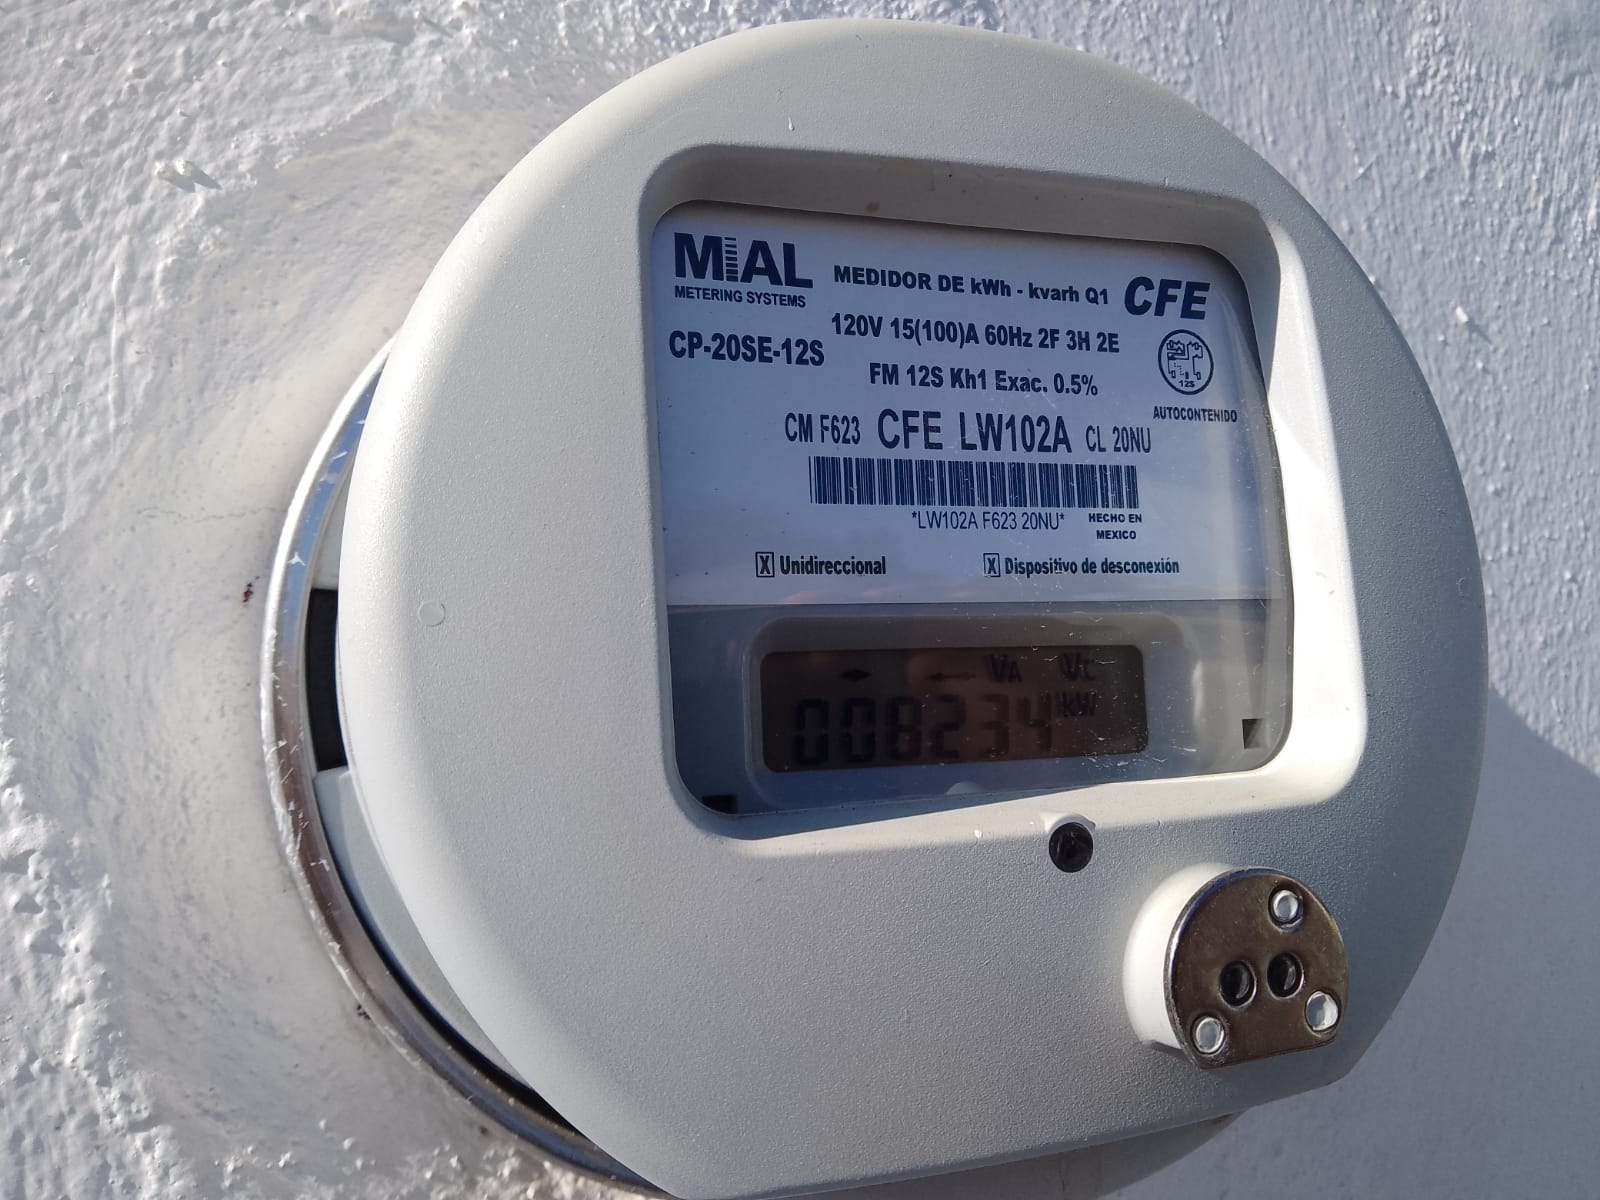 MIAL
METERING SYSTEMS
MEDIDOR DE kWh - kvarh Q1
CFE
CP-20SE-12S
120V 15(100)A 60Hz 2F 3H 2E
FM 12S Kh1 Exac. 0.5%
12S
AUTOCONTENIDO
CM F623 CFE LW102A CL 20NU
*LW102A F623 20NU*
HECHO EN
MEXICO
X Unidireccional
X Dispositivo de desconexión
VA VC
008234